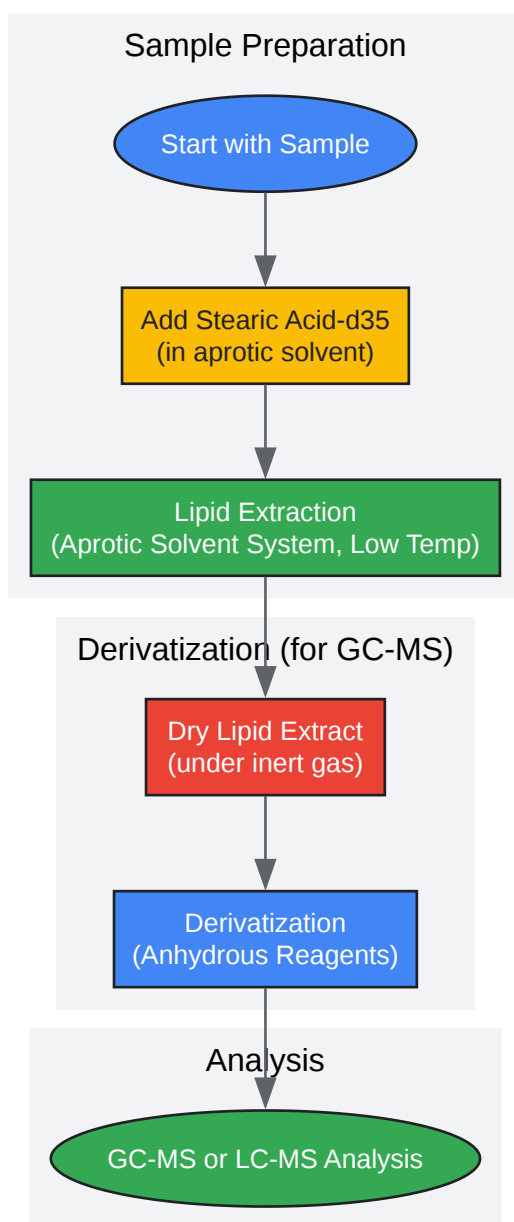 Sample Preparation
Start with Sample
Add Stearic Acid-d35
(in aprotic solvent)
Lipid Extraction
(Aprotic Solvent System, Low Temp)
Derivatization (for GC-MS)
Dry Lipid Extract
(under inert gas)
Derivatization
(Anhydrous Reagents)
Analysis
GC-MS or LC-MS Analysis